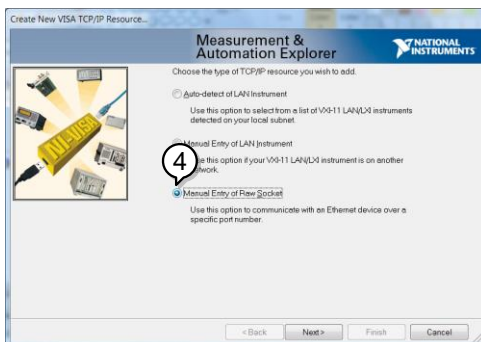 Create New VISA TCP/IP Resource...
Measurement &
Automation Explorer
NATIONAL
INSTRUMENTS
Choose the type of TCP/IP resource you wish to add.
Auto-detect of LAN Instrument
Use this option to select from a list of VXI-11 LAN/LXI instruments
detected on your local subnet.
Manual Entry of LAN Instrument
this option if your VXI-11 LAN/LXI instrument is on another
4
Manual Entry of Raw Socket
Use this option to communicate with an Ethernet device over a
specific port number.
NI-VISA
< Back
Next >
Finish
Cancel